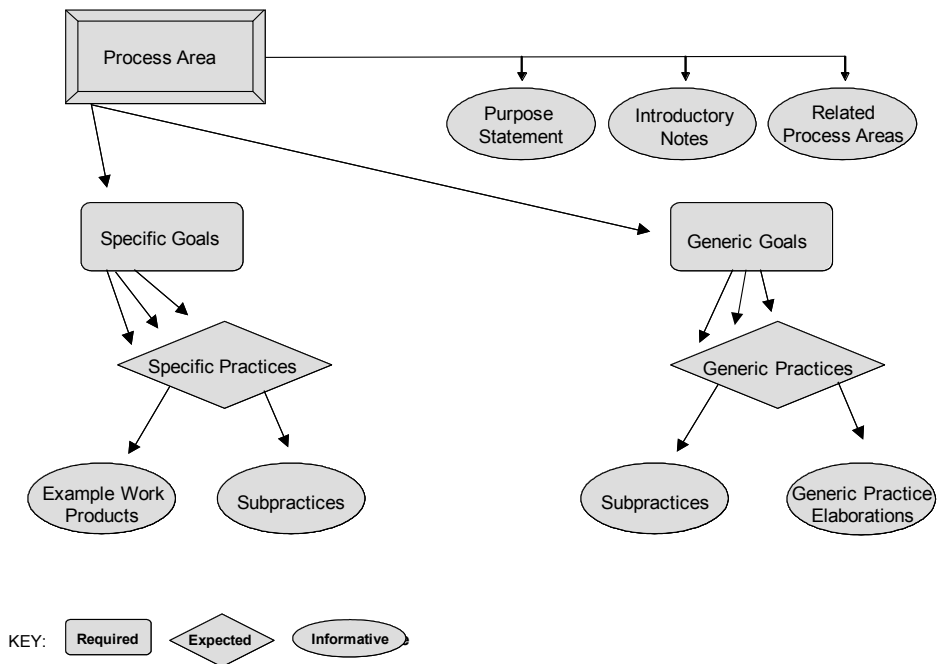 Process Area
Purpose
Statement
Introductory
Notes
Related
Process Areas
Specific Goals
Generic Goals
Specific Practices
Generic Practices
Example Work
Products
Subpractices
Subpractices
Generic Practice
Elaborations
KEY:
Required
Expected
Informative